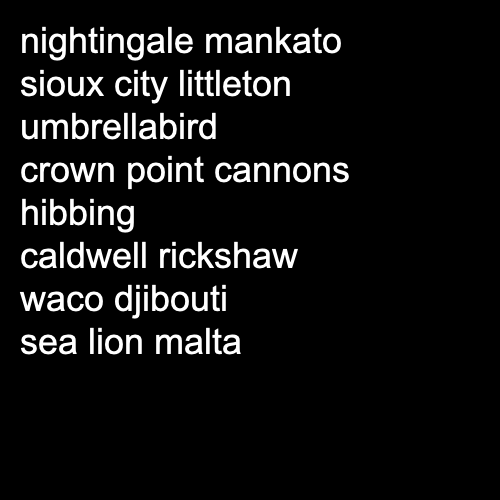 nightingale mankato
sioux city littleton
umbrellabird
crown point cannons
hibbing
caldwell rickshaw
waco djibouti
sea lion malta